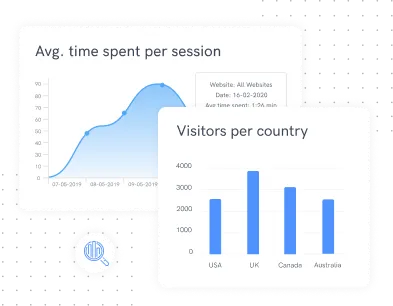 Avg. time spent per session
90
80
70
60
50
40
30
20
10
0
07-05-2019 08-05-2019 09-05-2019
Website: All Websites
Date: 16-02-2020
Avg time spent: 1:26 min
Visitors per country
4000
3000
2000
1000
0
USA UK Canada Australia